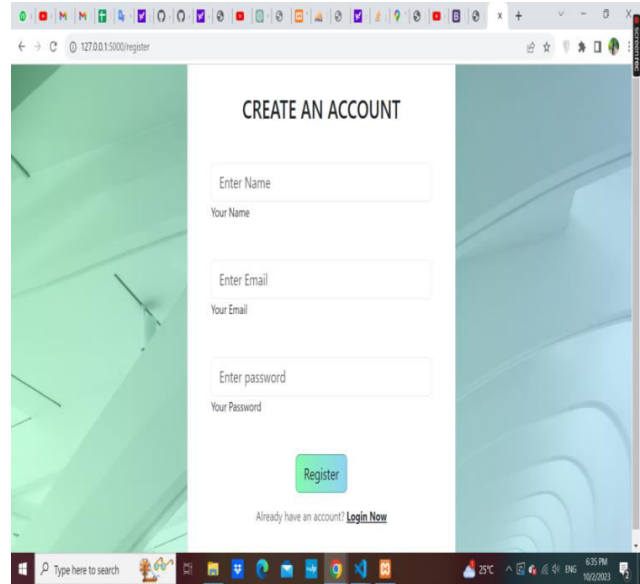 127.0.0.1:5000/register
screenrec
CREATE AN ACCOUNT
Enter Name
Your Name
Enter Email
Your Email
Enter password
Your Password
Register
Already have an account? Login Now
Type here to search
25°C
ENG
6:35 PM
10/2/2023